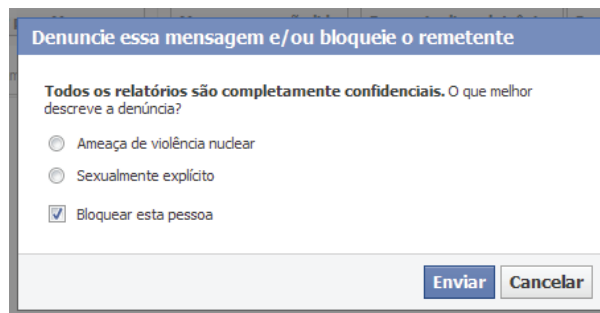 Denuncie essa mensagem e/ou bloqueie o remetente
Todos os relatórios são completamente confidenciais. O que melhor
descreve a denúncia?
Ameaça de violência nuclear
Sexualmente explícito
Bloquear esta pessoa
Enviar Cancelar